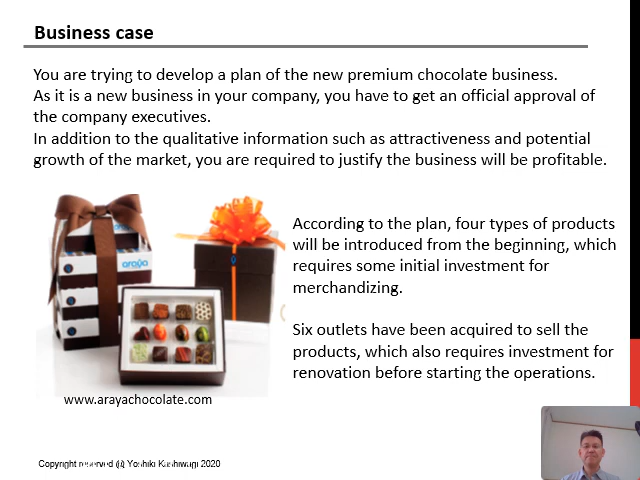 Business case
You are trying to develop a plan of the new premium chocolate business.
As it is a new business in your company, you have to get an official approval of
the company executives.
In addition to the qualitative information such as attractiveness and potential
growth of the market, you are required to justify the business will be profitable.
According to the plan, four types of products
will be introduced from the beginning, which
requires some initial investment for
merchandizing.
Six outlets have been acquired to sell the
products, which also requires investment for
renovation before starting the operations.
araya
www.arayachocolate.com
Copyright reserved @ Yoshiki Kashiwagi 2020